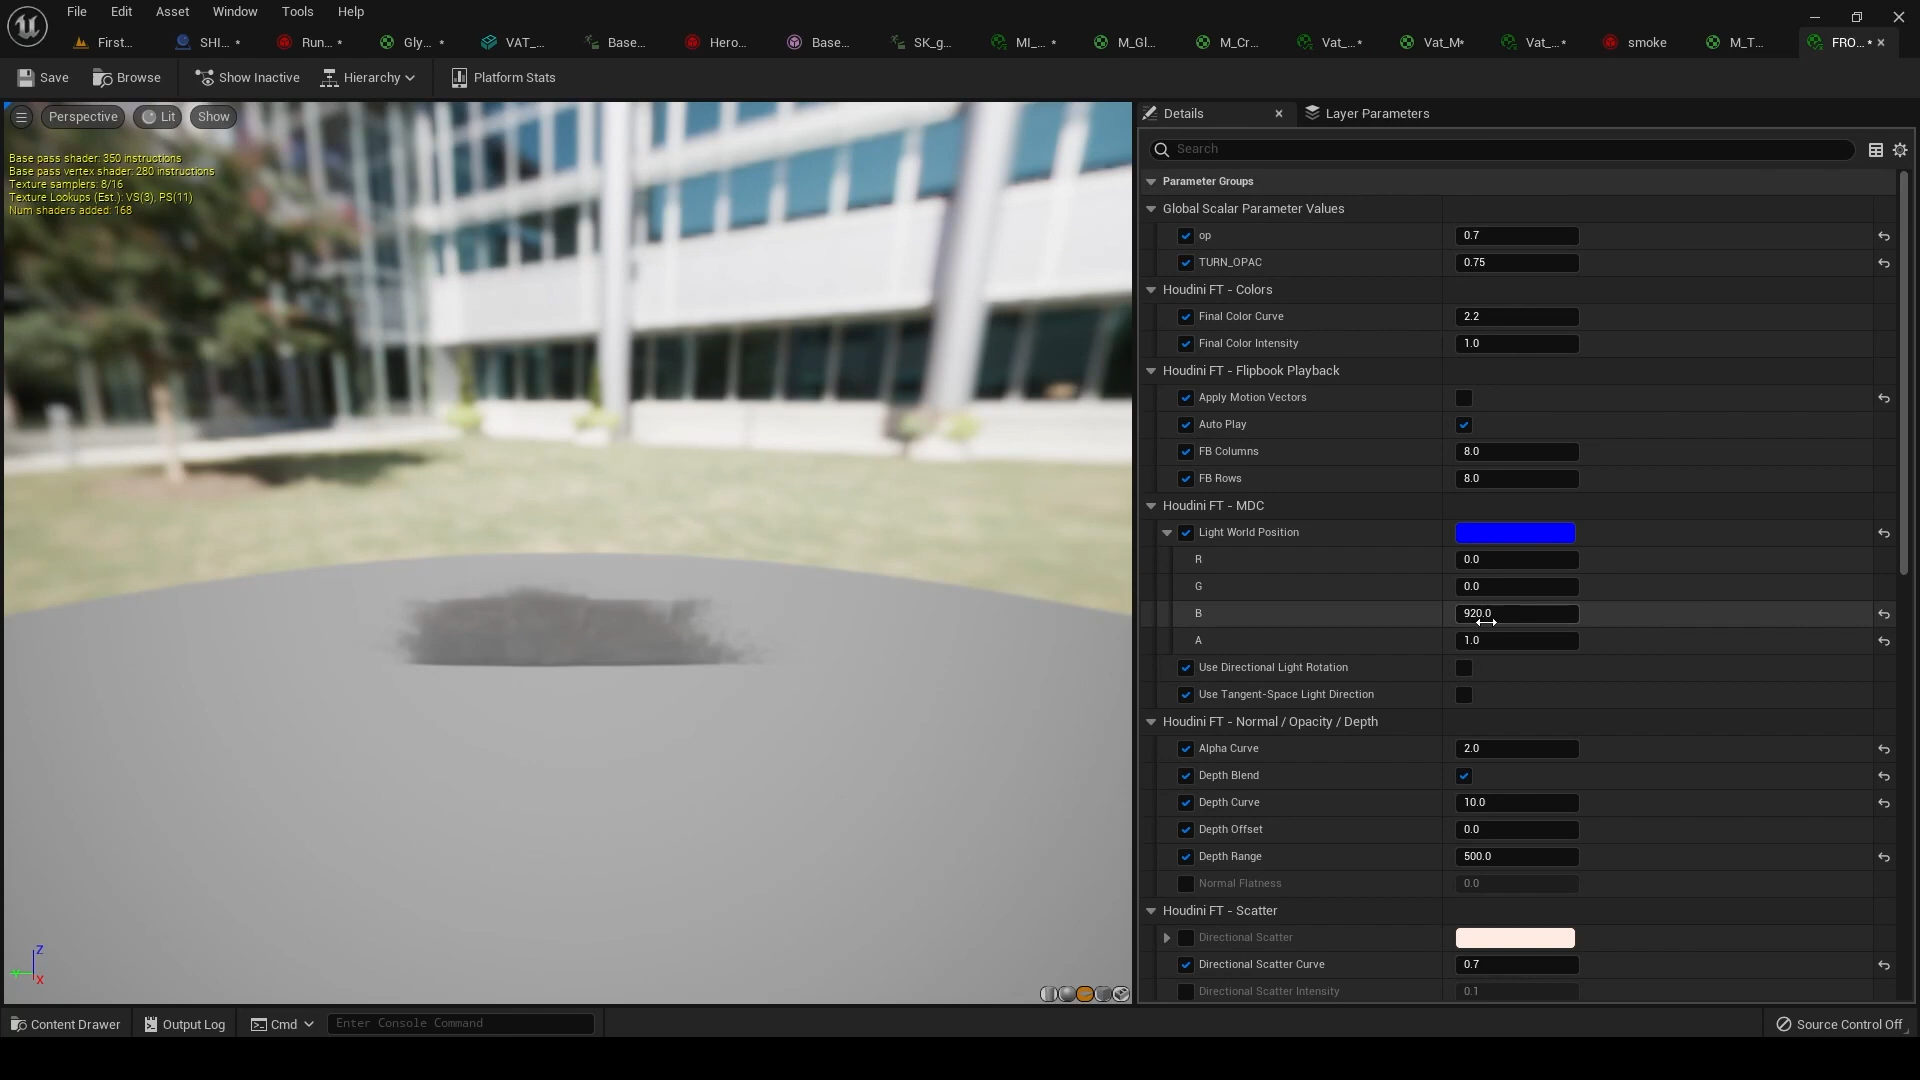 File Edit Asset Window Tools Help
First... SHI... * Run... * Gly... * VAT_... Base... Hero... Base... SK_g... MI_... * M_Gl... M_Cr... Vat_...* Vat_M* Vat_...* smoke M_T... FRO...*
Save Browse Show Inactive Hierarchy Platform Stats
Perspective Lit Show
Base pass shader: 350 instructions
Base pass vertex shader: 280 instructions
Texture samplers: 8/16
Texture Lookups (Est.): VS(3), PS(11)
Num shaders added: 168
Z
Y
X
Details Layer Parameters
Search
Parameter Groups
Global Scalar Parameter Values
op 0.7
TURN_OPAC 0.75
Houdini FT - Colors
Final Color Curve 2.2
Final Color Intensity 1.0
Houdini FT - Flipbook Playback
Apply Motion Vectors
Auto Play
FB Columns 8.0
FB Rows 8.0
Houdini FT - MDC
Light World Position
R 0.0
G 0.0
B 920.0
A 1.0
Use Directional Light Rotation
Use Tangent-Space Light Direction
Houdini FT - Normal / Opacity / Depth
Alpha Curve 2.0
Depth Blend
Depth Curve 10.0
Depth Offset 0.0
Depth Range 500.0
Normal Flatness 0.0
Houdini FT - Scatter
Directional Scatter
Directional Scatter Curve 0.7
Directional Scatter Intensity 0.1
Content Drawer Output Log Cmd Enter Console Command Source Control Off